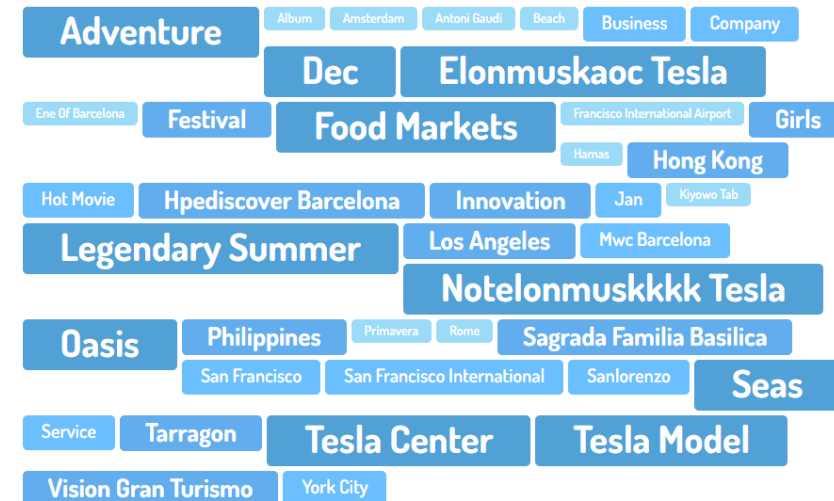 Adventure Album Amsterdam Antoni Gaudi Beach Business Company
Dec Elonmuskaoc Tesla
Ene Of Barcelona Festival Food Markets Francisco International Airport Girls
Hamas Hong Kong
Hot Movie Hpediscover Barcelona Innovation Jan Kiyowo Tab
Legendary Summer Los Angeles Mwc Barcelona
Notelonmuskkkk Tesla
Oasis Philippines Primavera Rome Sagrada Familia Basilica
San Francisco San Francisco International Sanlorenzo Seas
Service Tarragon Tesla Center Tesla Model
Vision Gran Turismo York City